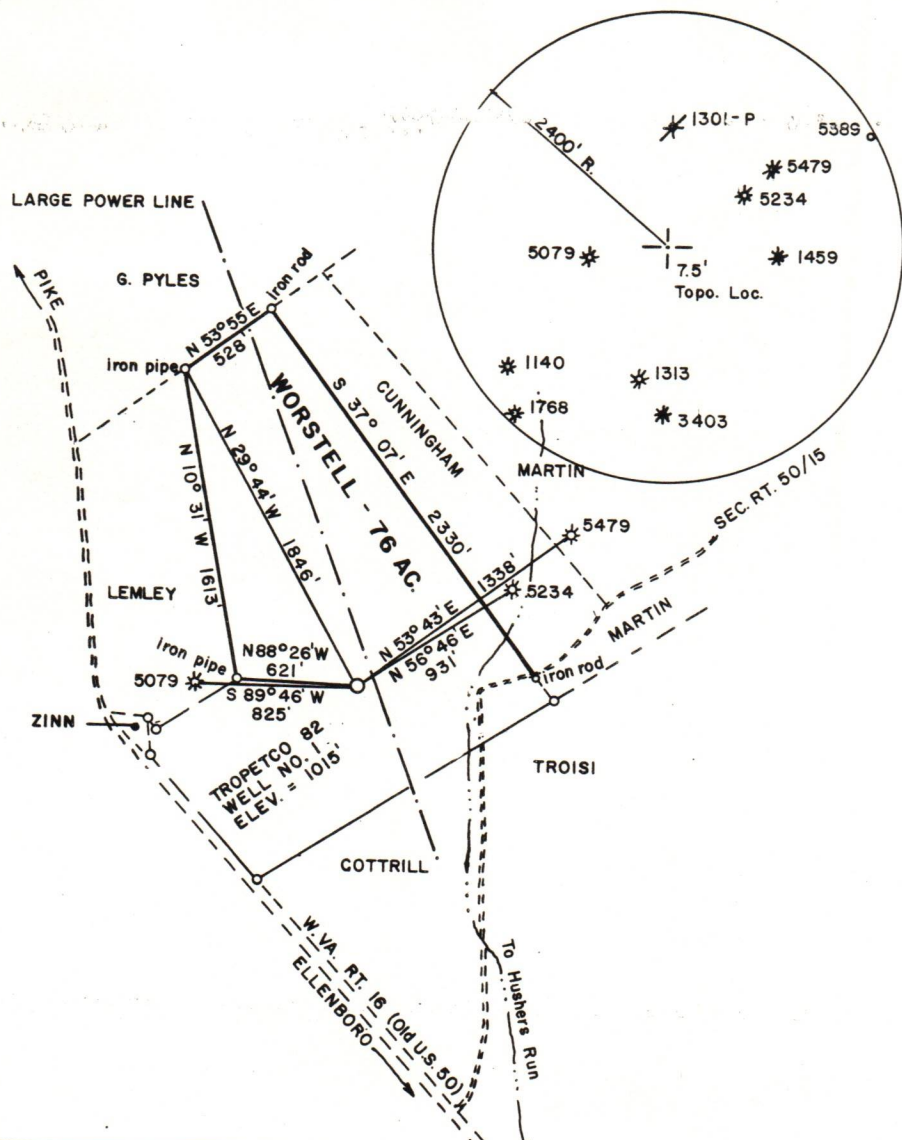 2400' R.
1301-P
5389
5479
5234
5079
1459
7.5'
Topo. Loc.
1140
1313
1768
3403
LARGE POWER LINE
PIKE
G. PYLES
iron rod
N 53°55' E
528'
iron pipe
WORSTELL - 76 AC.
S 37° 07' E 2330'
CUNNINGHAM
MARTIN
N 29°44' W 1846'
N 10° 31' W 1613'
SEC. RT. 50/15
5479
N 53°43' E 1338'
5234
N 56°46' E
931'
LEMLEY
MARTIN
iron pipe
N88°26'W
621'
5079
S 89°46' W
825'
iron rod
ZINN
TROPETCO 82
WELL NO. 1
ELEV. = 1015'
TROISI
COTTRILL
W. VA. RT. 16 (Old U.S. 50)
ELLENBORO
To Hushers Run